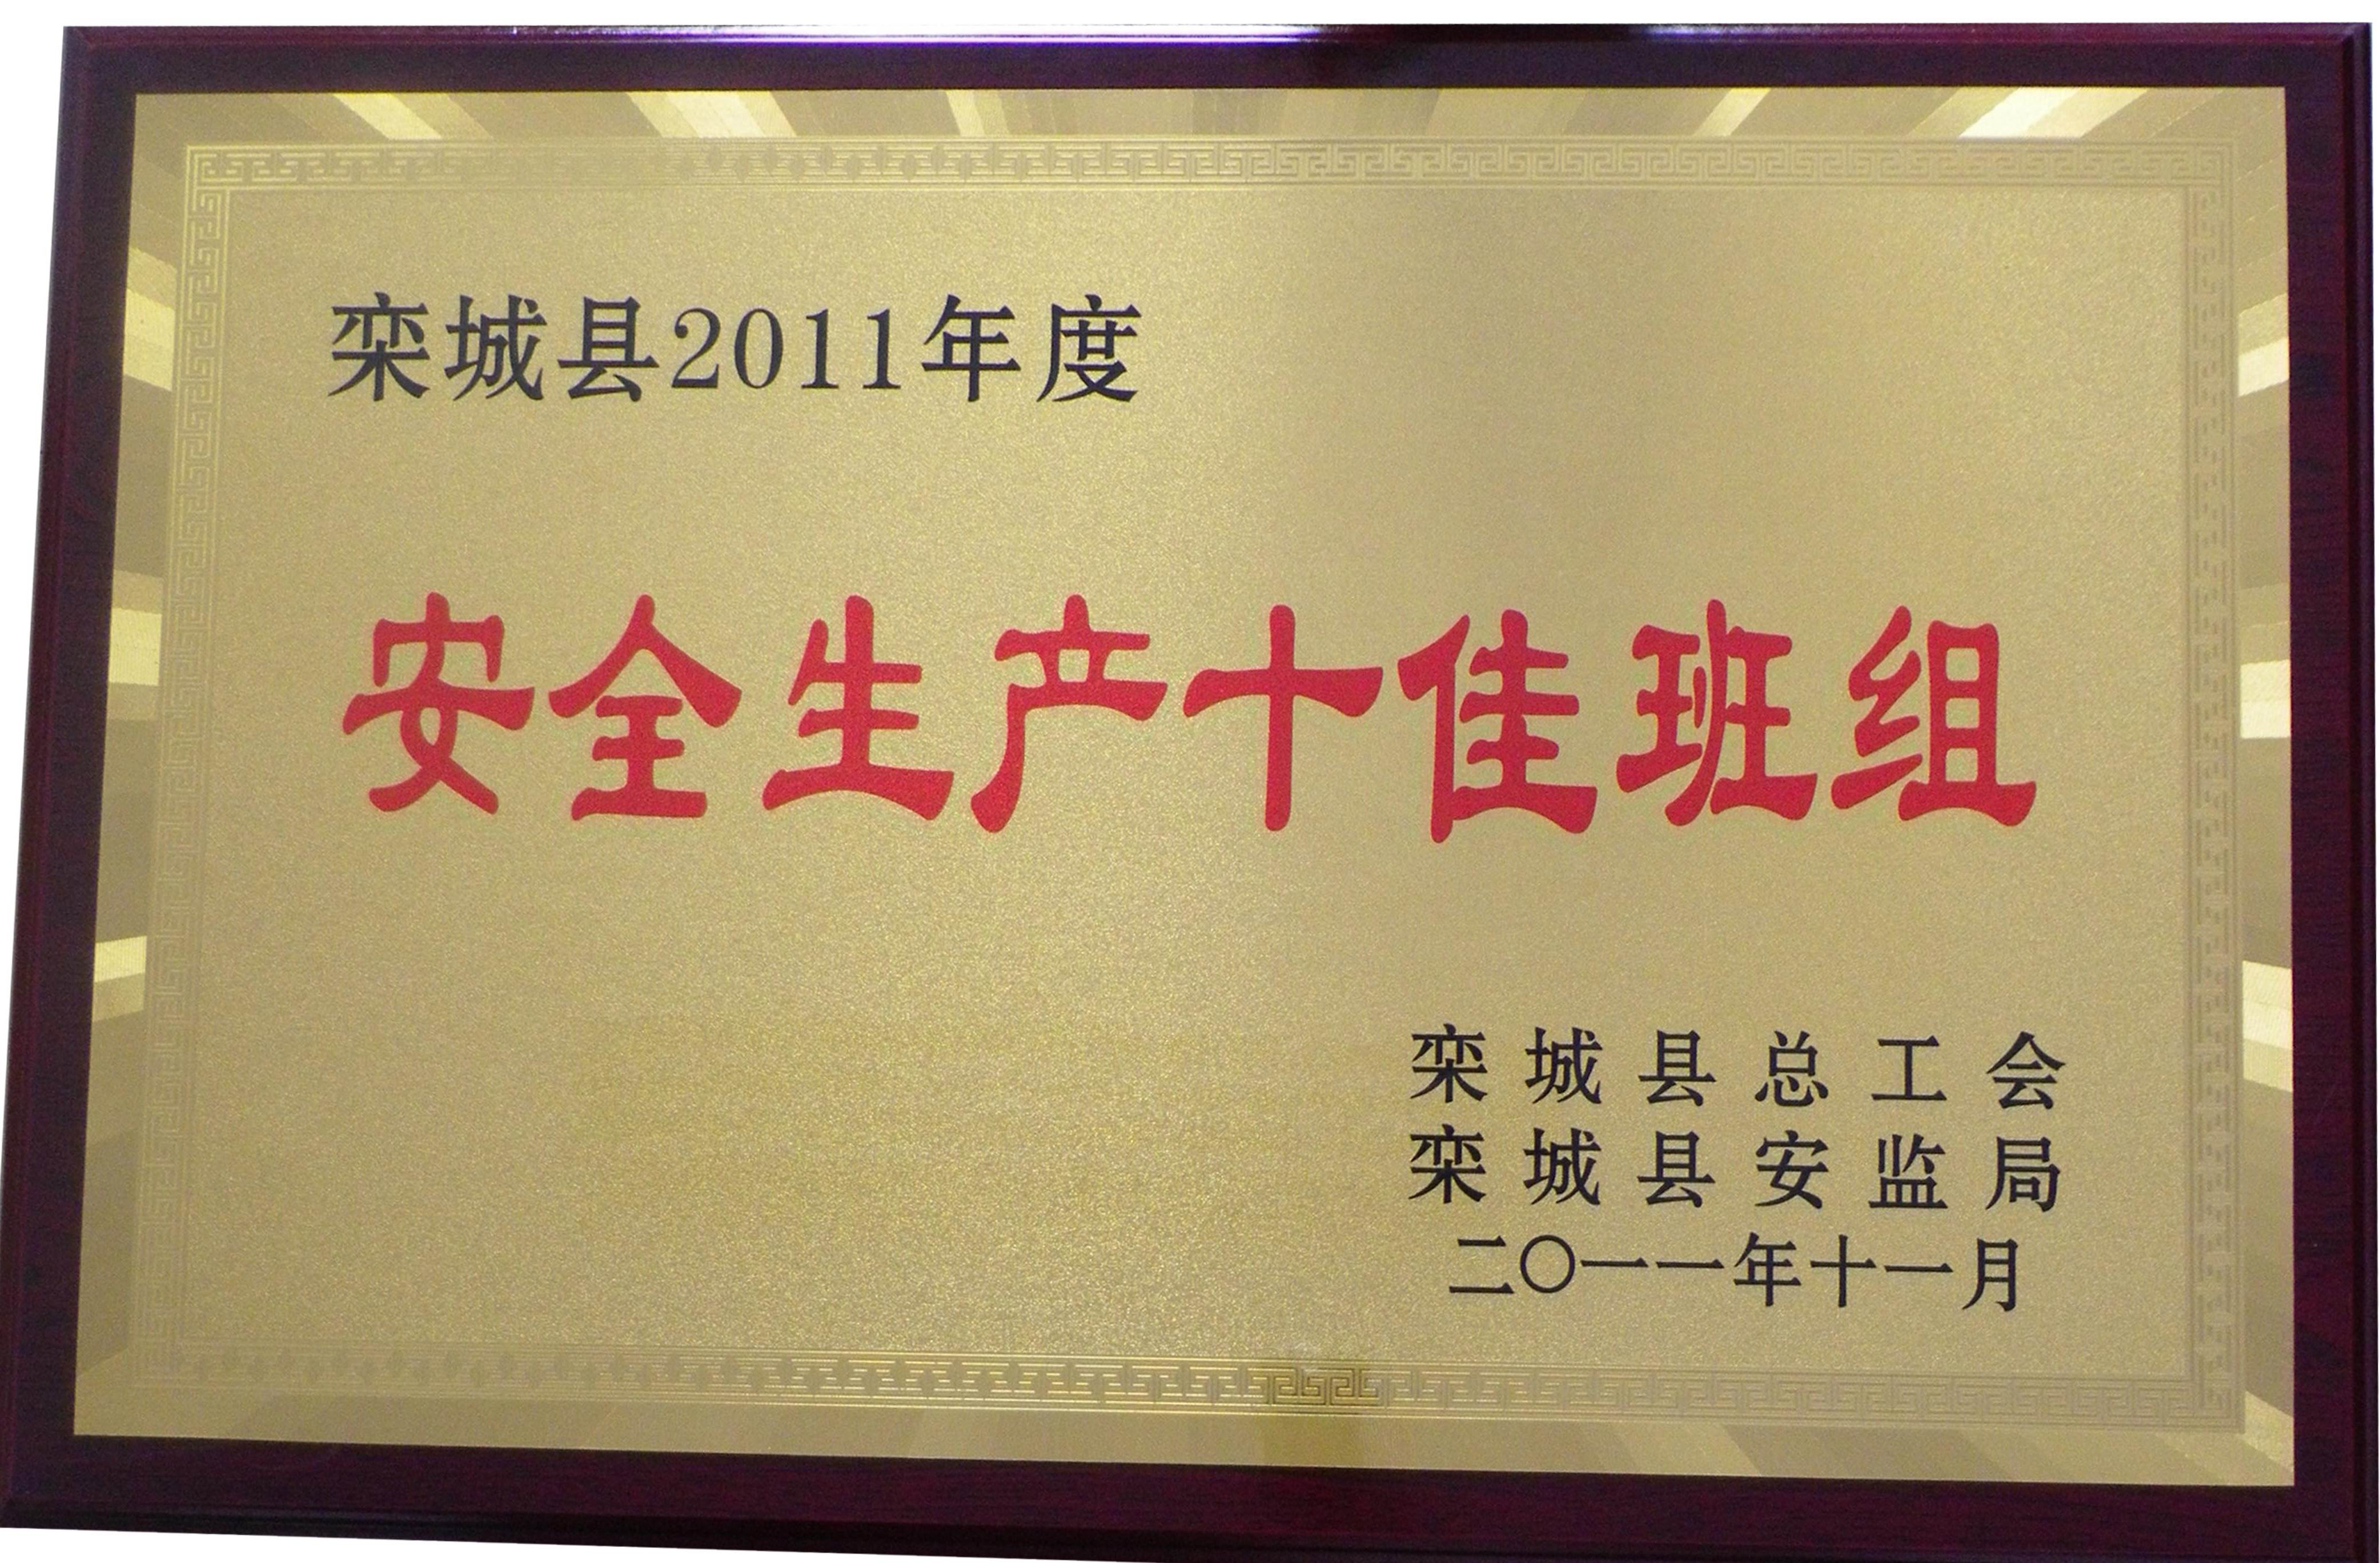 栾城县2011年度
安全生产十佳班组
栾城县总工会
栾城县安监局
二〇一一年十一月